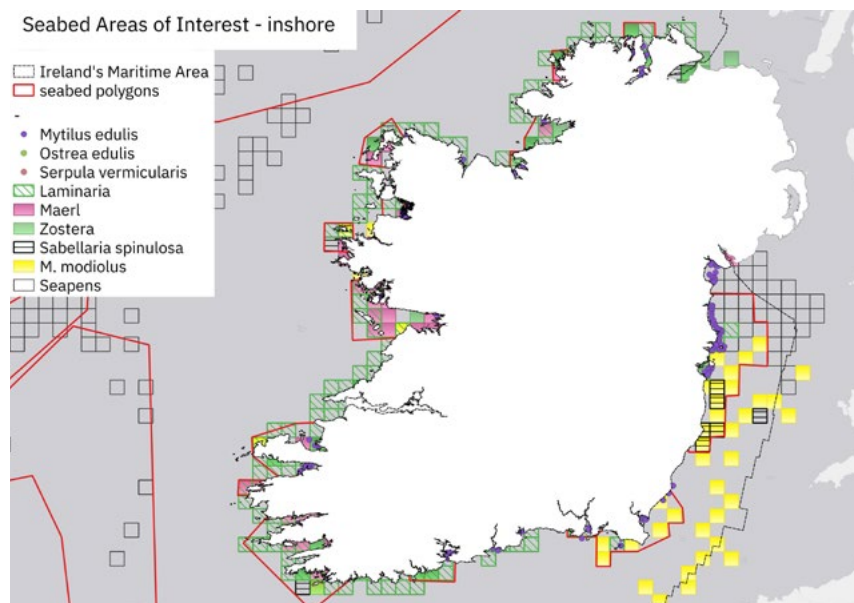 Seabed Areas of Interest - inshore
Ireland's Maritime Area
seabed polygons
-
Mytilus edulis
Ostrea edulis
Serpula vermicularis
Laminaria
Maerl
Zostera
Sabellaria spinulosa
M. modiolus
Seapens